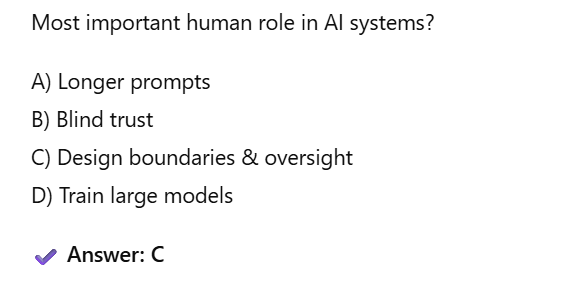 Most important human role in AI systems?
A) Longer prompts
B) Blind trust
C) Design boundaries & oversight
D) Train large models
Answer: C